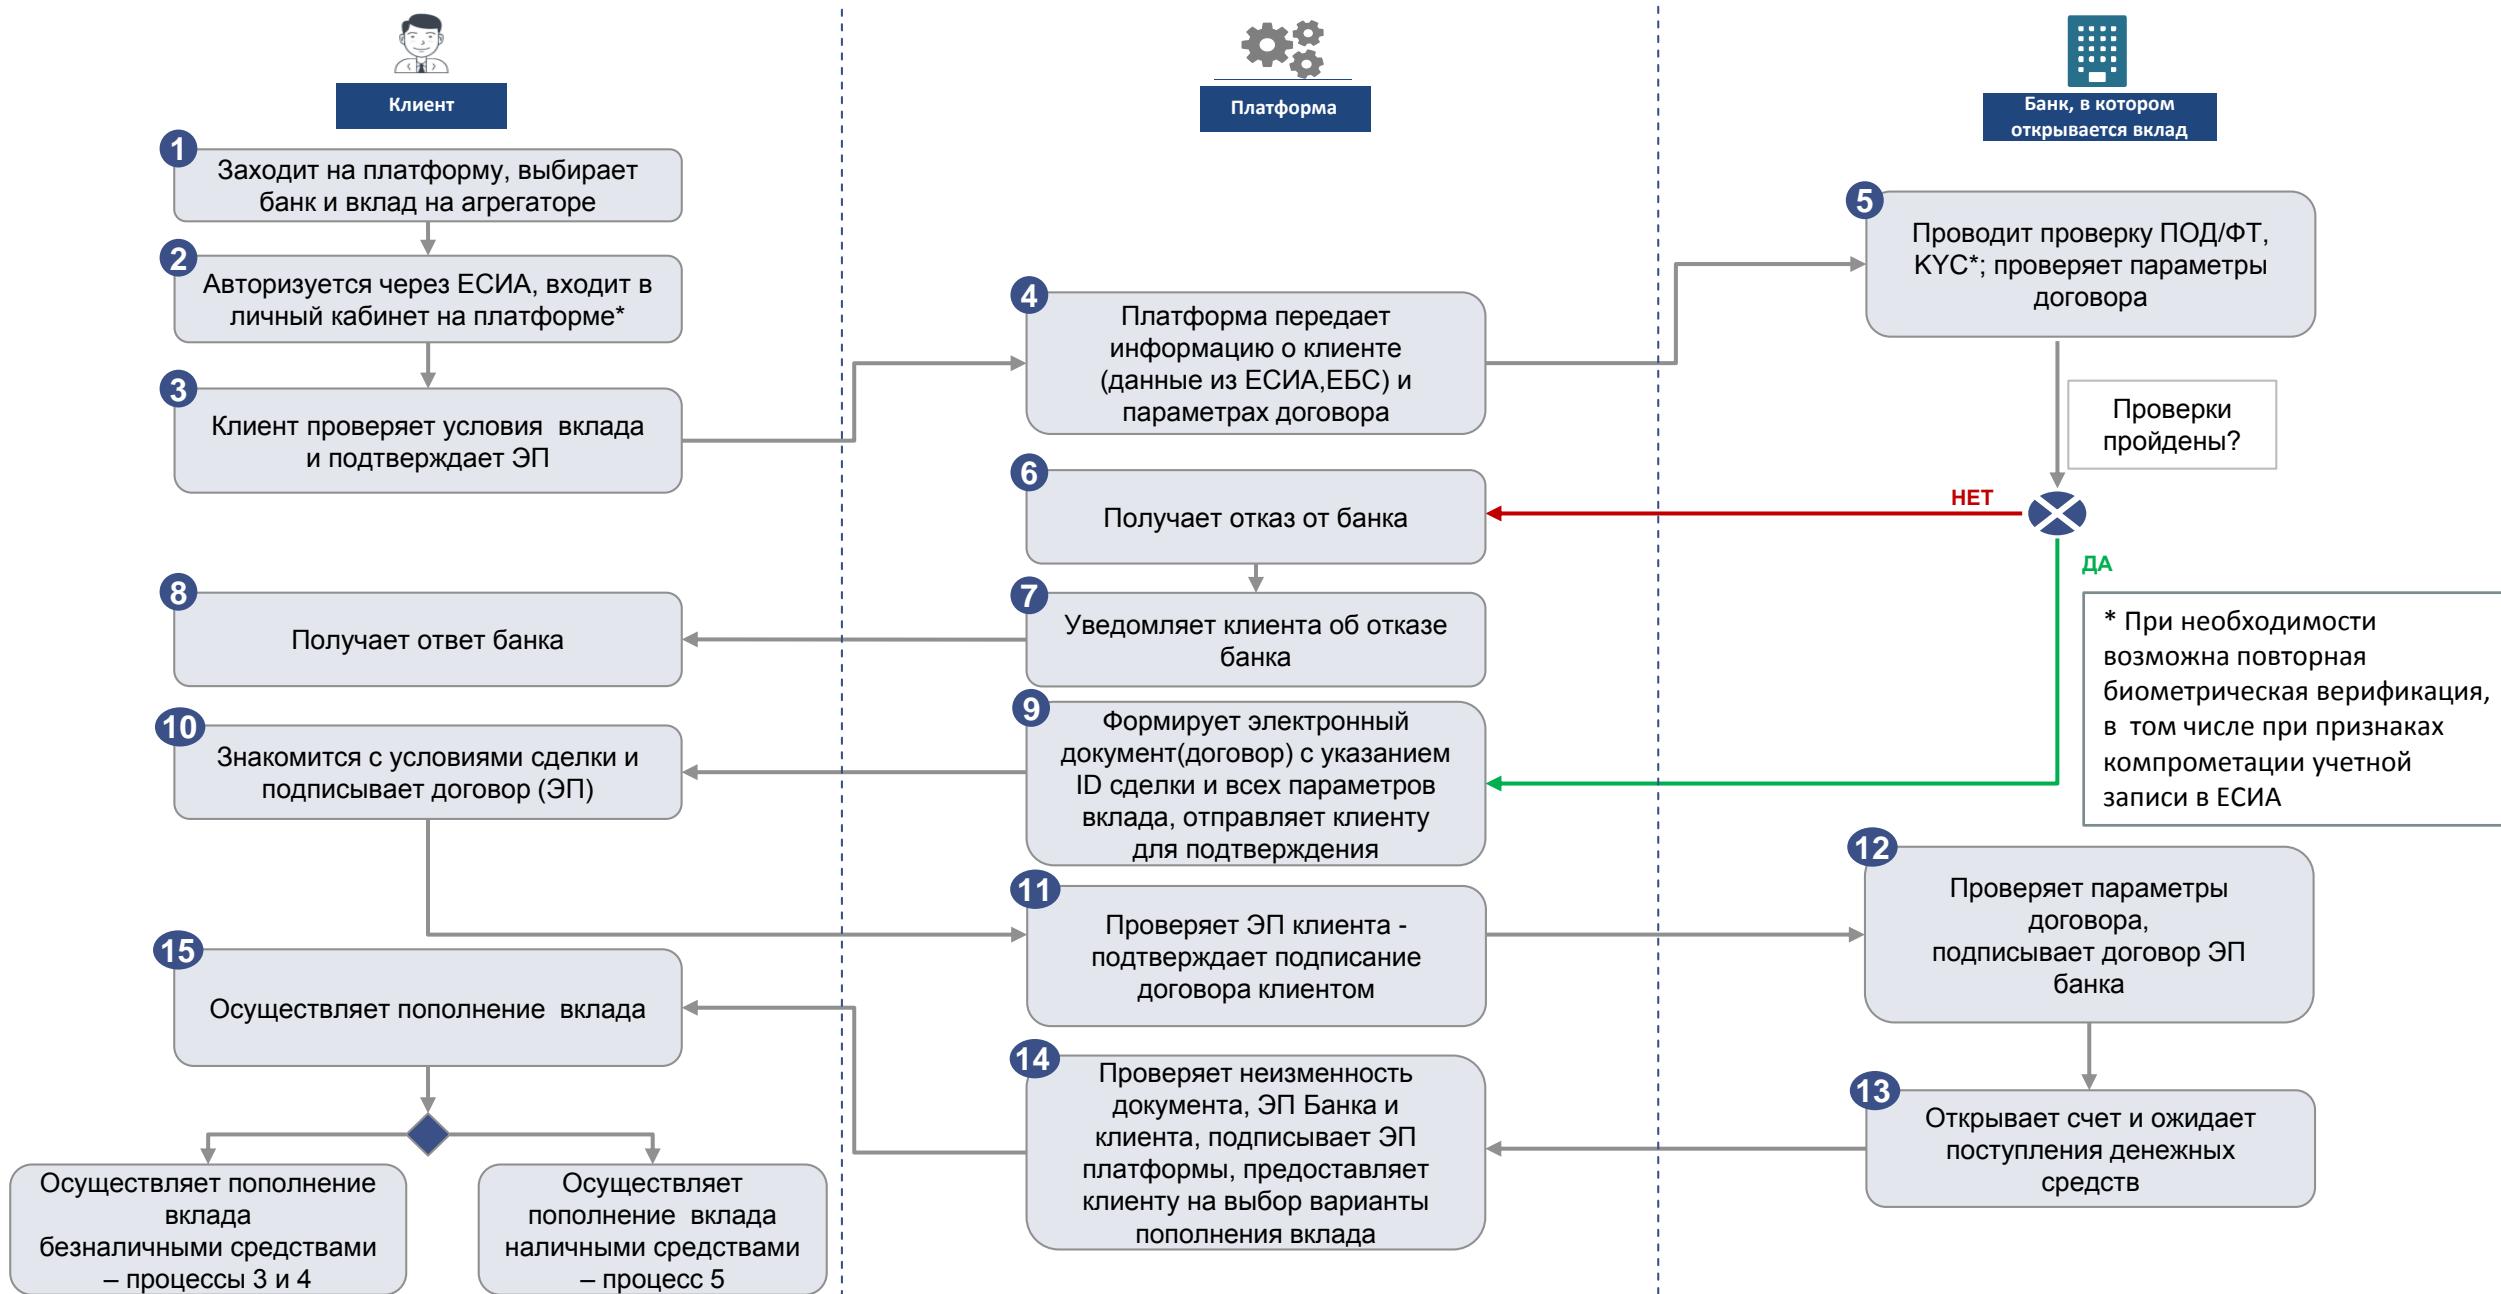 Клиент
Платформа
Банк, в котором
открывается вклад
1
Заходит на платформу, выбирает
банк и вклад на агрегаторе
2
Авторизуется через ЕСИА, входит в
личный кабинет на платформе*
3
Клиент проверяет условия вклада
и подтверждает ЭП
4
Платформа передает
информацию о клиенте
(данные из ЕСИА,ЕБС) и
параметрах договора
5
Проводит проверку ПОД/ФТ,
KYC*; проверяет параметры
договора
Проверки
пройдены?
НЕТ
ДА
6
Получает отказ от банка
7
Уведомляет клиента об отказе
банка
8
Получает ответ банка
* При необходимости
возможна повторная
биометрическая верификация,
в том числе при признаках
компрометации учетной
записи в ЕСИА
9
Формирует электронный
документ(договор) с указанием
ID сделки и всех параметров
вклада, отправляет клиенту
для подтверждения
10
Знакомится с условиями сделки и
подписывает договор (ЭП)
11
Проверяет ЭП клиента -
подтверждает подписание
договора клиентом
12
Проверяет параметры
договора,
подписывает договор ЭП
банка
13
Открывает счет и ожидает
поступления денежных
средств
14
Проверяет неизменность
документа, ЭП Банка и
клиента, подписывает ЭП
платформы, предоставляет
клиенту на выбор варианты
пополнения вклада
15
Осуществляет пополнение вклада
Осуществляет пополнение
вклада
безналичными средствами
– процессы 3 и 4
Осуществляет
пополнение вклада
наличными средствами
– процесс 5